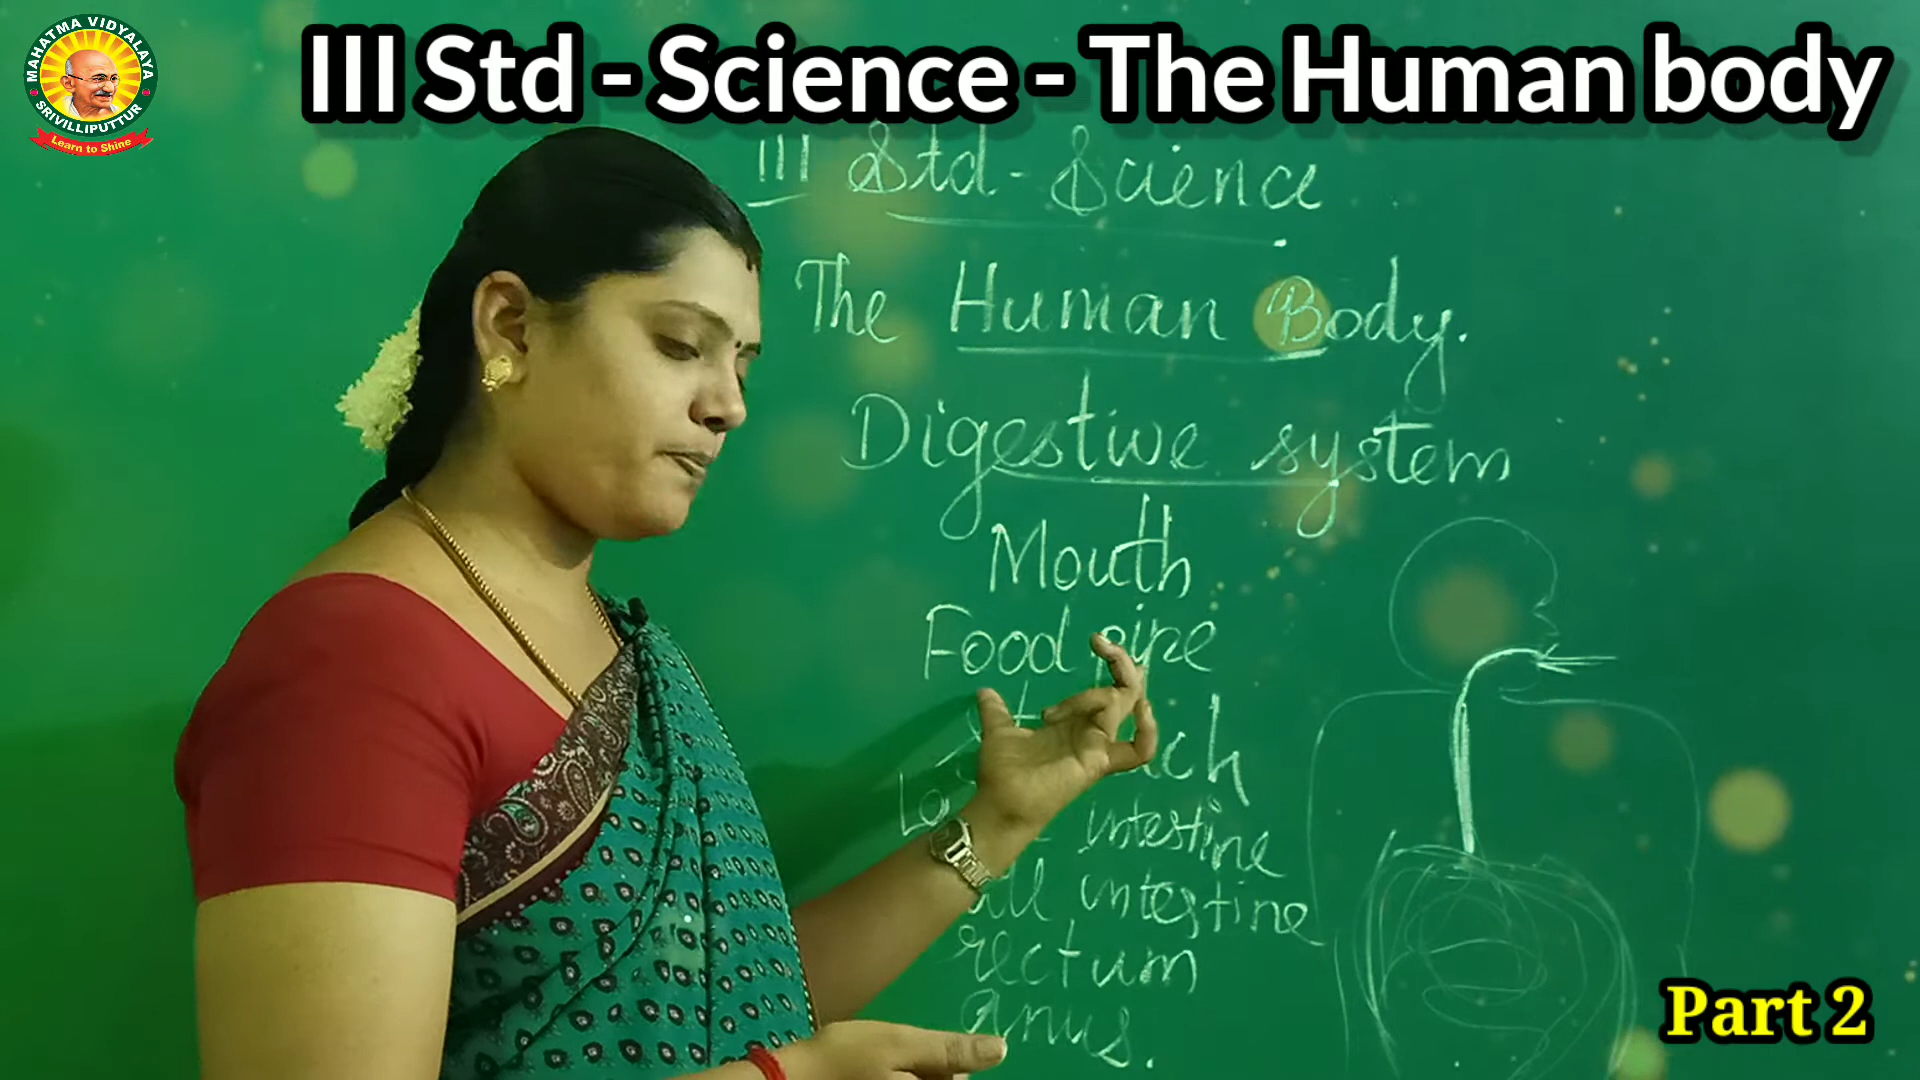 MAHATMA VIDYALAYA
SRIVILLIPUTTUR
Learn to Shine
III Std - Science - The Human body
III Std - Science
The Human Body.
Digestive system
Mouth
Food pipe
intestine
intestine
rectum
anus.
Part 2